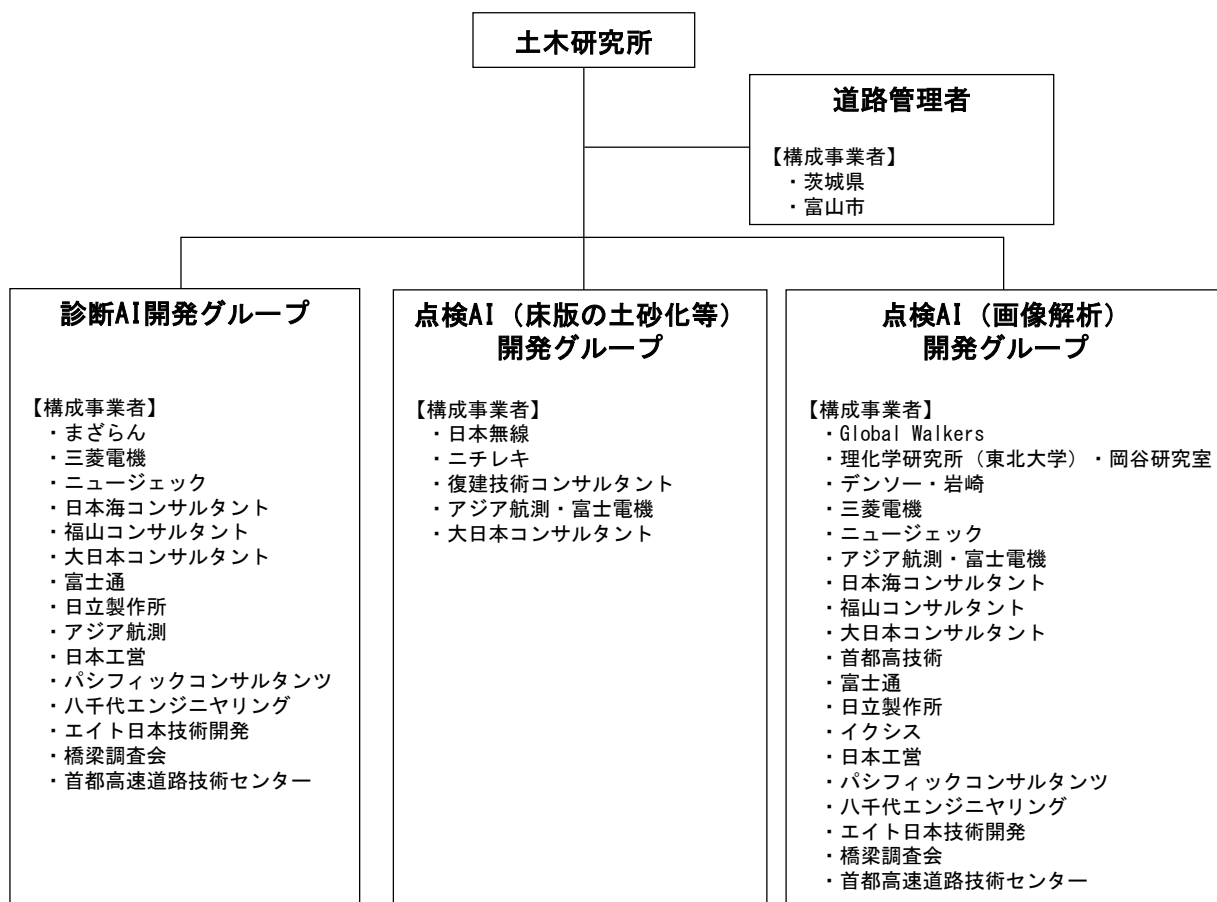 土木研究所
道路管理者
【構成事業者】
・茨城県
・富山市
診断AI開発グループ
【構成事業者】
・まざらん
・三菱電機
・ニュージェック
・日本海コンサルタント
・福山コンサルタント
・大日本コンサルタント
・富士通
・日立製作所
・アジア航測
・日本工営
・パシフィックコンサルタンツ
・八千代エンジニヤリング
・エイト日本技術開発
・橋梁調査会
・首都高速道路技術センター
点検AI（床版の土砂化等）
開発グループ
【構成事業者】
・日本無線
・ニチレキ
・復建技術コンサルタント
・アジア航測・富士電機
・大日本コンサルタント
点検AI（画像解析）
開発グループ
【構成事業者】
・Global Walkers
・理化学研究所（東北大学）・岡谷研究室
・デンソー・岩崎
・三菱電機
・ニュージェック
・アジア航測・富士電機
・日本海コンサルタント
・福山コンサルタント
・大日本コンサルタント
・首都高技術
・富士通
・日立製作所
・イクシス
・日本工営
・パシフィックコンサルタンツ
・八千代エンジニヤリング
・エイト日本技術開発
・橋梁調査会
・首都高速道路技術センター